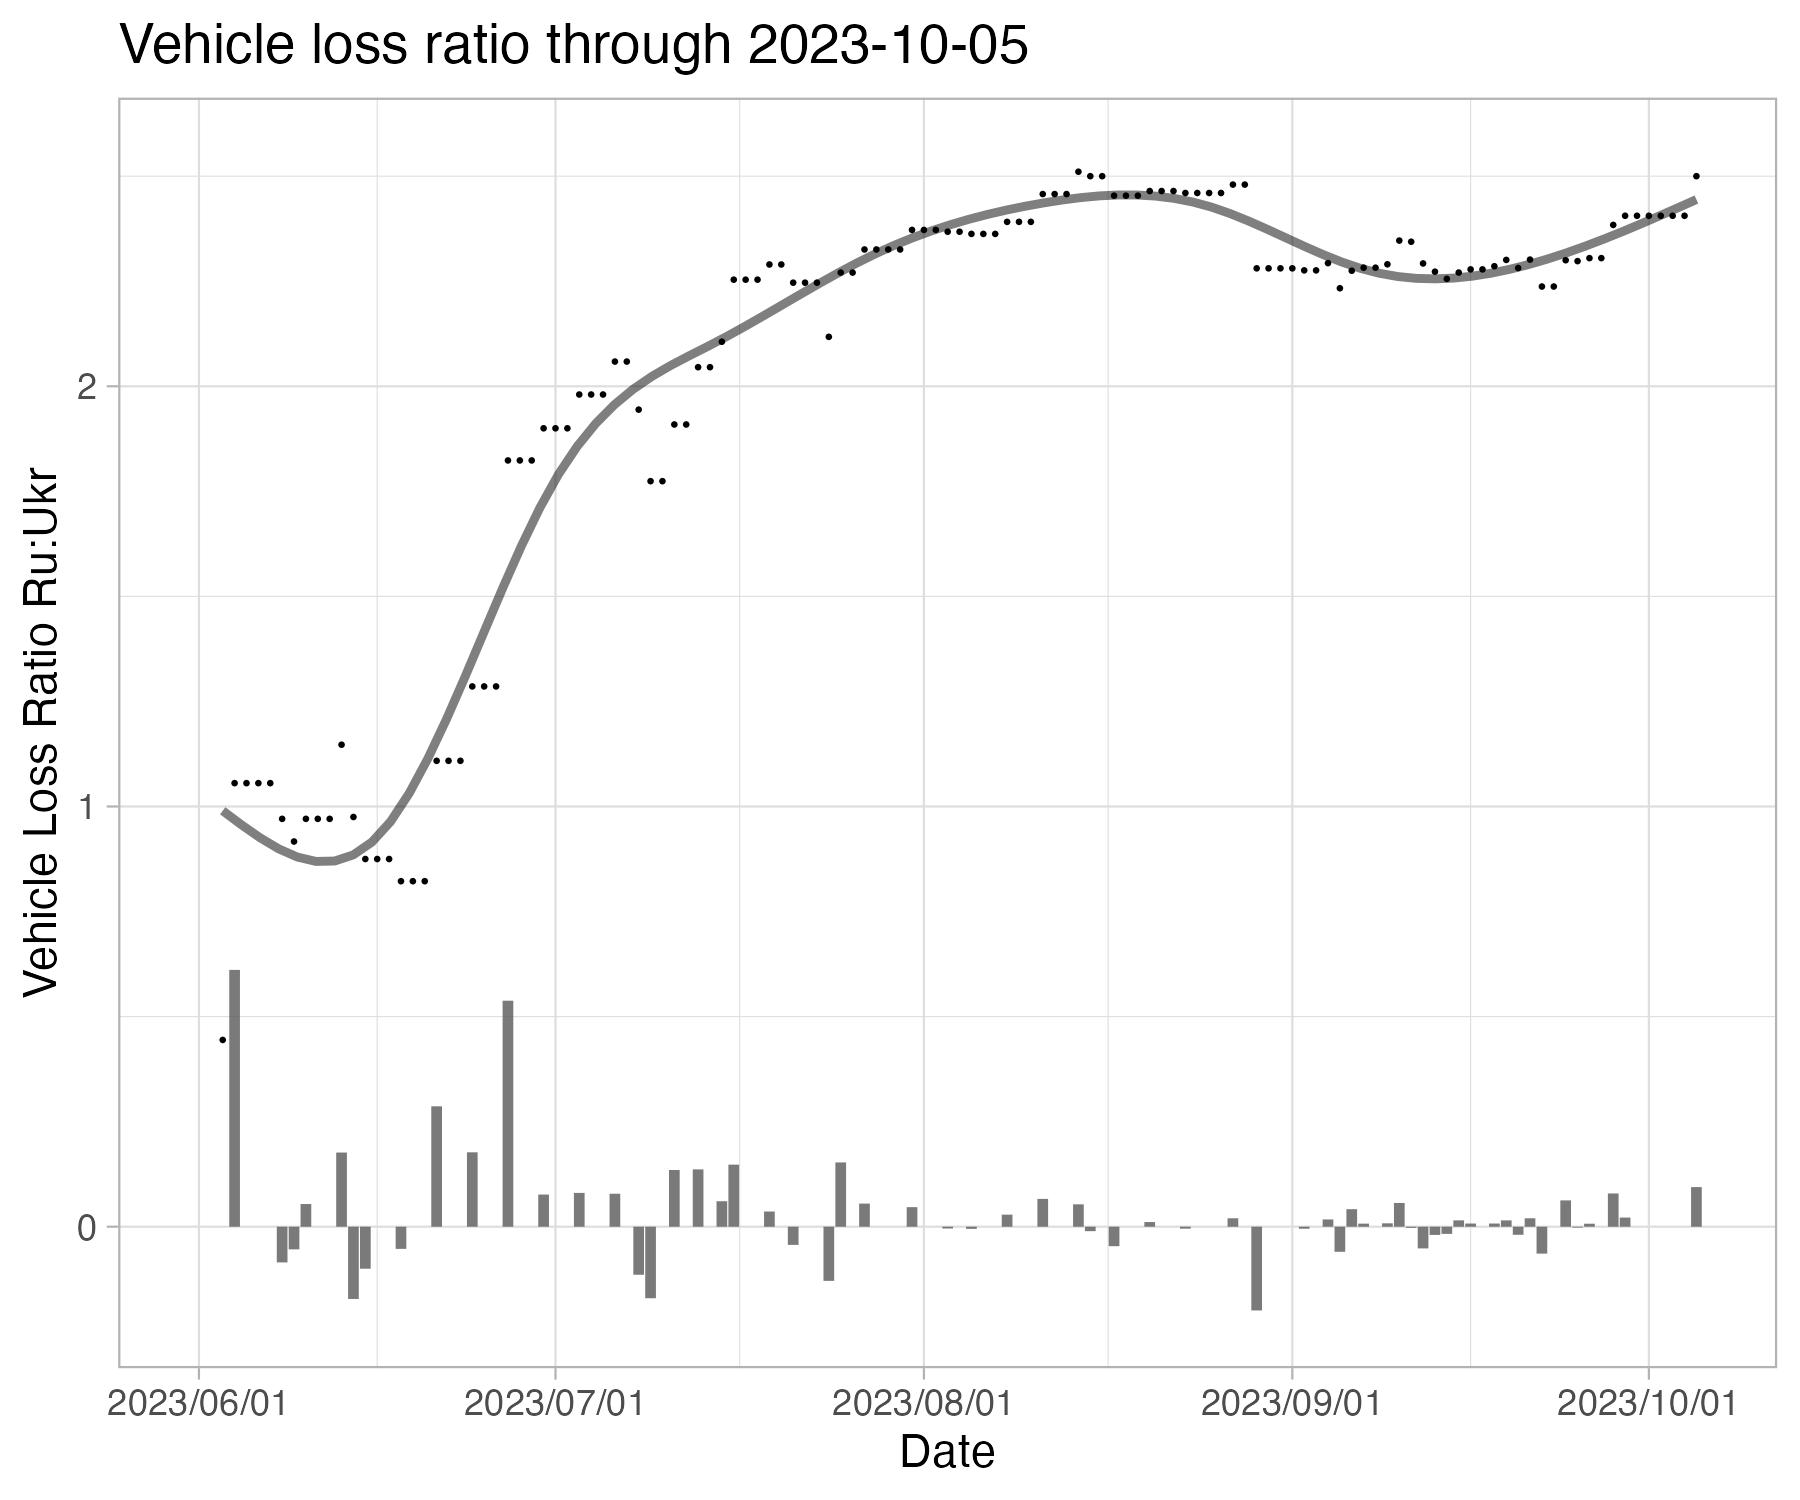 Vehicle loss ratio through 2023-10-05
Vehicle Loss Ratio Ru:Ukr
2
1
0
0
2023/06/01 2023/07/01 2023/08/01 2023/09/01 2023/10/01
Date